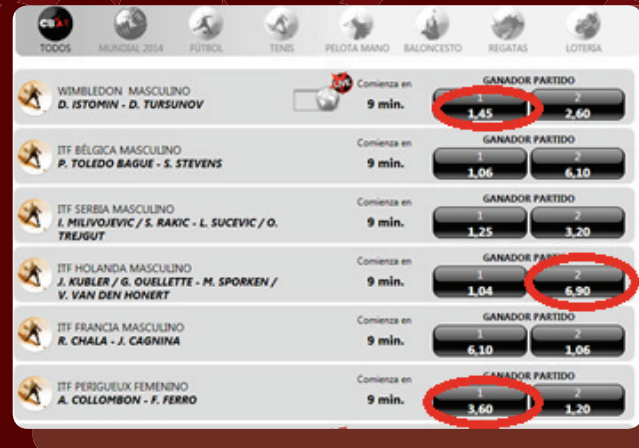 CBAT
TODOS MUNDIAL 2014 FÚTBOL TENIS PELOTA MANO BALONCESTO REGATAS LOTERIA
WIMBLEDON MASCULINO
D. ISTOMIN - D. TURSUNOV
LIVE
Comienza en
9 min.
GANADOR PARTIDO
1 2
1,45 2,60
ITF BÉLGICA MASCULINO
P. TOLEDO BAGUE - S. STEVENS
Comienza en
9 min.
GANADOR PARTIDO
1 2
1,06 6,10
ITF SERBIA MASCULINO
I. MILIVOJEVIC / S. RAKIC - L. SUCEVIC / O.
TREJGUT
Comienza en
9 min.
GANADOR PARTIDO
1 2
1,25 3,20
ITF HOLANDA MASCULINO
J. KUBLER / G. OUELLETTE - M. SPORKEN /
V. VAN DEN HONERT
Comienza en
9 min.
GANADOR PARTIDO
1 2
1,04 6,90
ITF FRANCIA MASCULINO
R. CHALA - J. CAGNINA
Comienza en
9 min.
GANADOR PARTIDO
1 2
6,10 1,06
ITF PERIGUEUX FEMENINO
A. COLLOMBON - F. FERRO
Comienza en
9 min.
GANADOR PARTIDO
1 2
3,60 1,20